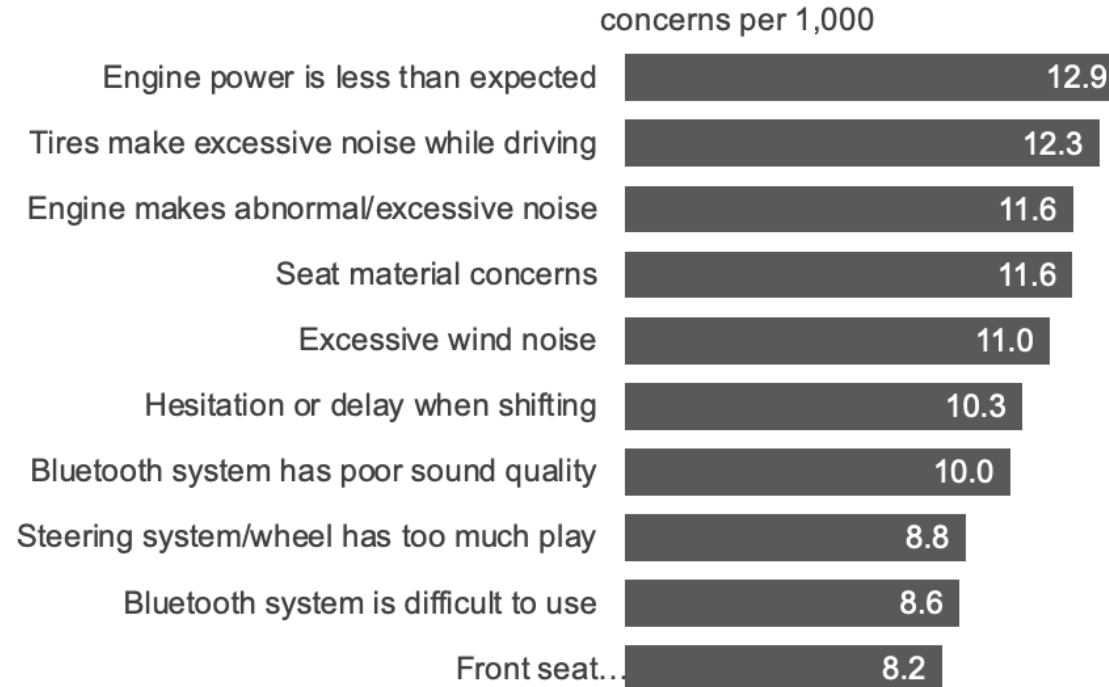 concerns per 1,000
Engine power is less than expected 12.9
Tires make excessive noise while driving 12.3
Engine makes abnormal/excessive noise 11.6
Seat material concerns 11.6
Excessive wind noise 11.0
Hesitation or delay when shifting 10.3
Bluetooth system has poor sound quality 10.0
Steering system/wheel has too much play 8.8
Bluetooth system is difficult to use 8.6
Front seat… 8.2